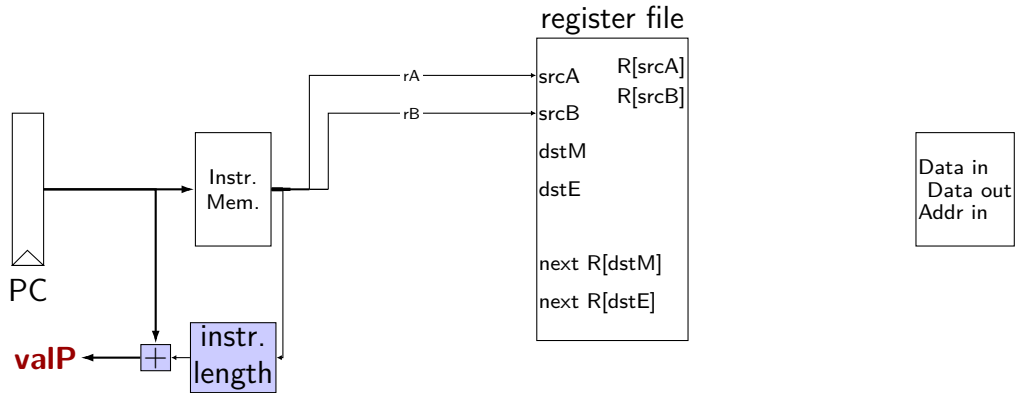 register file
srcA
R[srcA]
R[srcB]
srcB
dstM
dstE
next R[dstM]
next R[dstE]
rA
rB
Instr.
Mem.
PC
instr.
length
+
valP
Data in
Data out
Addr in